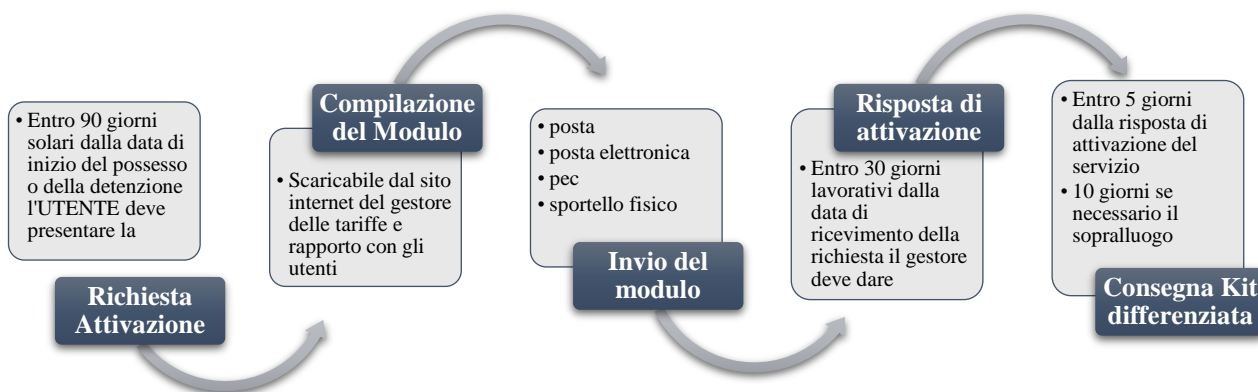 • Entro 90 giorni
solari dalla data di
inizio del possesso
o della detenzione
l'UTENTE deve
presentare la
Richiesta
Attivazione
Compilazione
del Modulo
• Scaricabile dal sito
internet del gestore
delle tariffe e
rapporto con gli
utenti
• posta
• posta elettronica
• pec
• sportello fisico
Invio del
modulo
Risposta di
attivazione
• Entro 30 giorni
lavorativi dalla
data di
ricevimento della
richiesta il gestore
deve dare
• Entro 5 giorni
dalla risposta di
attivazione del
servizio
• 10 giorni se
necessario il
sopralluogo
Consegna Kit
differenziata